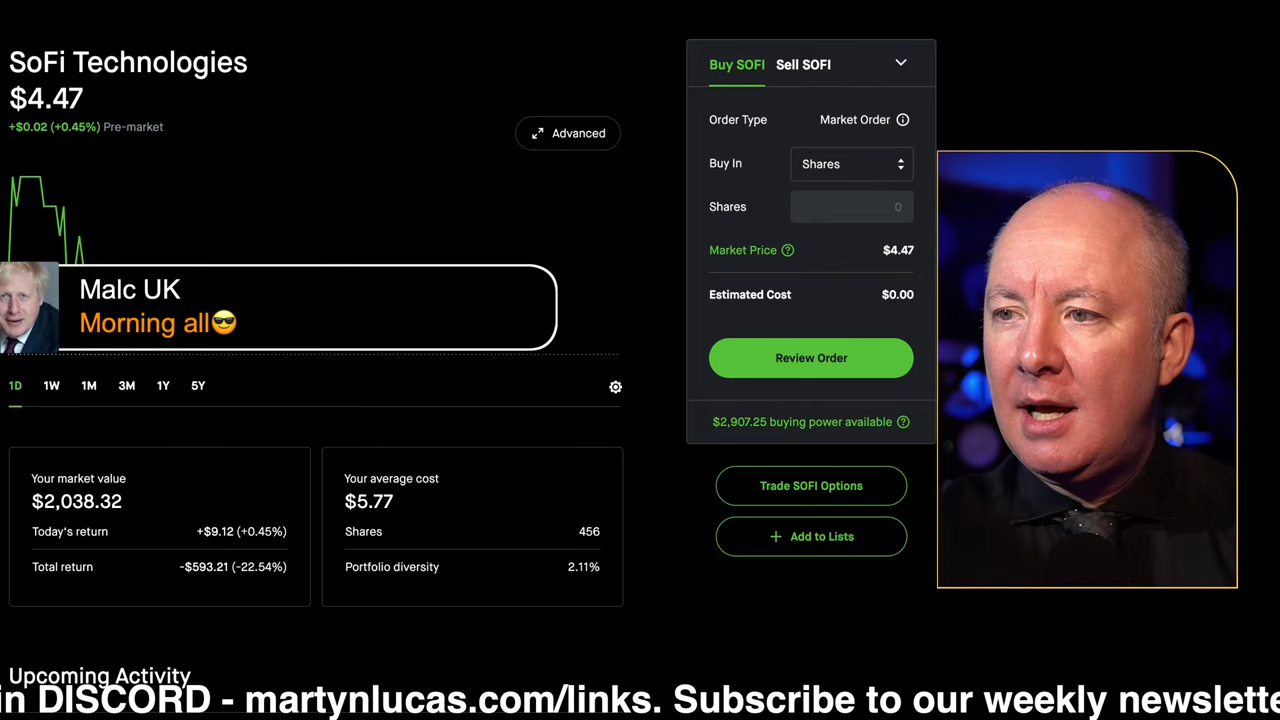 SoFi Technologies
$4.47
+$0.02 (+0.45%) Pre-market
Advanced
Malc UK
Morning all😎
1D 1W 1M 3M 1Y 5Y
Your market value
$2,038.32
Today's return +$9.12 (+0.45%)
Total return -$593.21 (-22.54%)
Your average cost
$5.77
Shares 456
Portfolio diversity 2.11%
Buy SOFI Sell SOFI
Order Type Market Order
Buy In Shares
Shares 0
Market Price $4.47
Estimated Cost $0.00
Review Order
$2,907.25 buying power available
Trade SOFI Options
+ Add to Lists
Upcoming Activity
in DISCORD - martynlucas.com/links. Subscribe to our weekly newslette